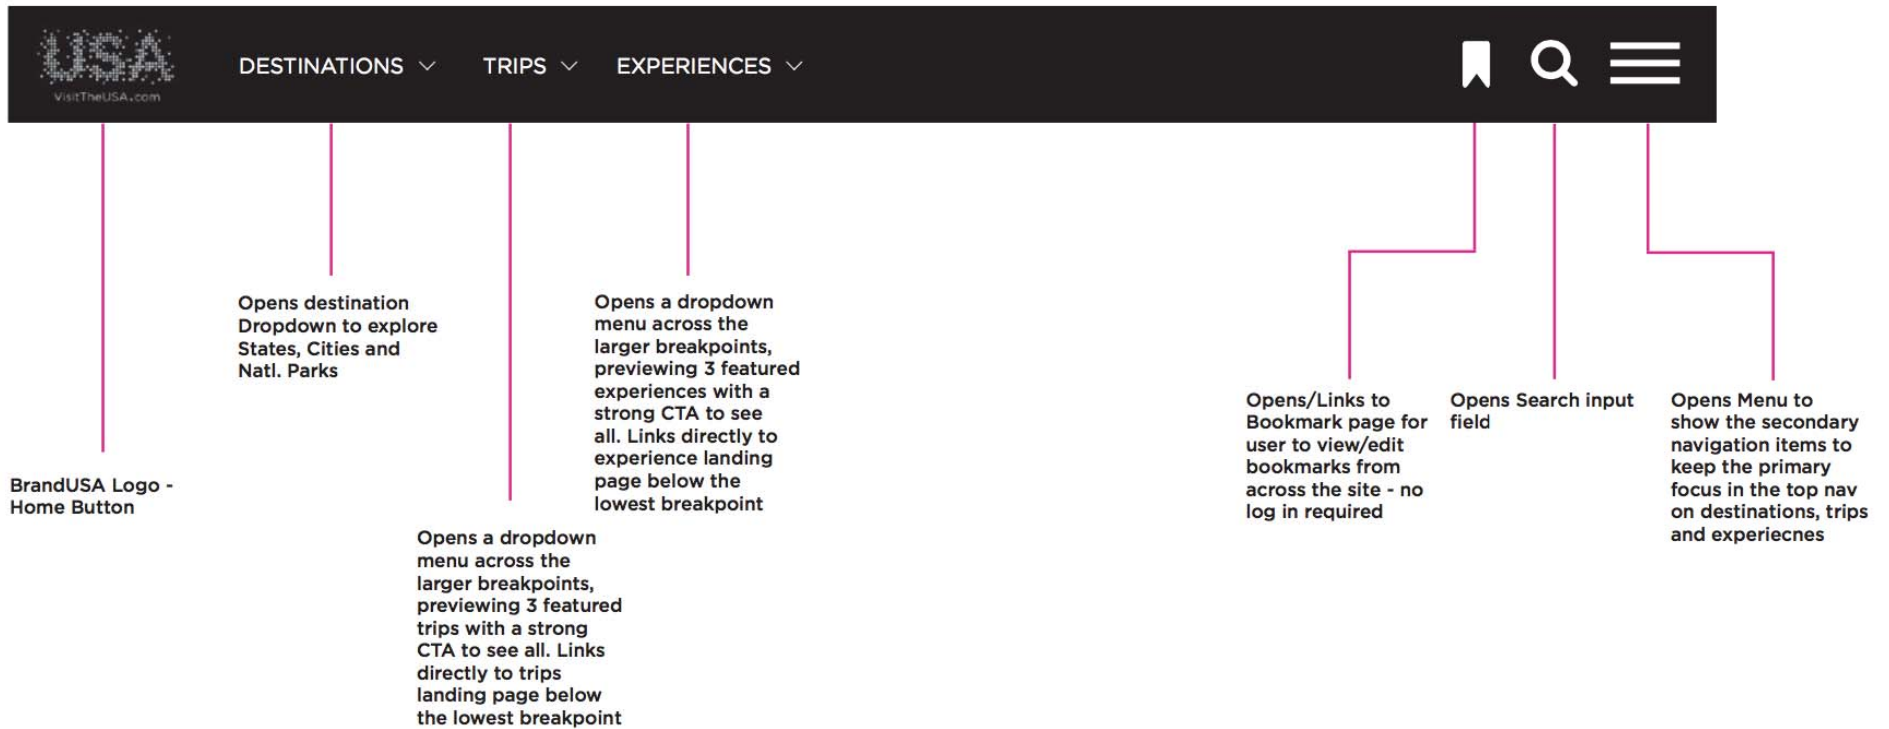 USA
VisitTheUSA.com
DESTINATIONS
TRIPS
EXPERIENCES
BrandUSA Logo -
Home Button
Opens destination
Dropdown to explore
States, Cities and
Natl. Parks
Opens a dropdown
menu across the
larger breakpoints,
previewing 3 featured
trips with a strong
CTA to see all. Links
directly to trips
landing page below
the lowest breakpoint
Opens a dropdown
menu across the
larger breakpoints,
previewing 3 featured
experiences with a
strong CTA to see
all. Links directly to
experience landing
page below the
lowest breakpoint
Opens/Links to
Bookmark page for
user to view/edit
bookmarks from
across the site - no
log in required
Opens Search input
field
Opens Menu to
show the secondary
navigation items to
keep the primary
focus in the top nav
on destinations, trips
and experiecnes